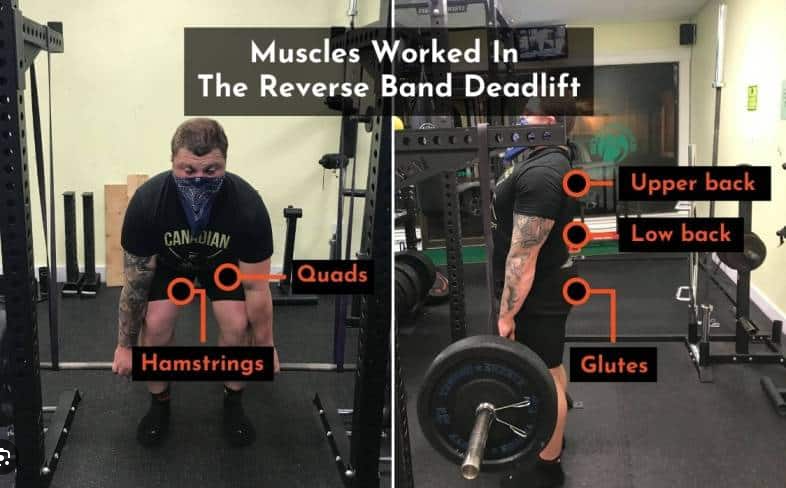 Muscles Worked In
The Reverse Band Deadlift
CANADIAN
Quads
Hamstrings
Upper back
Low back
Glutes